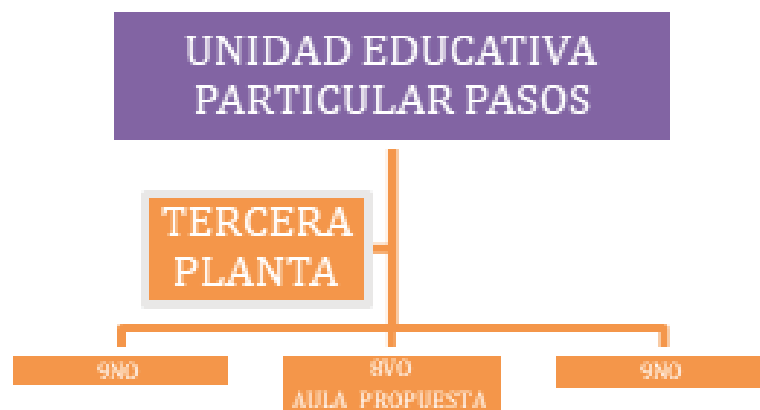 UNIDAD EDUCATIVA
PARTICULAR PASOS
TERCERA
PLANTA
9NO
8VO
AULA PROPUESTA
9NO